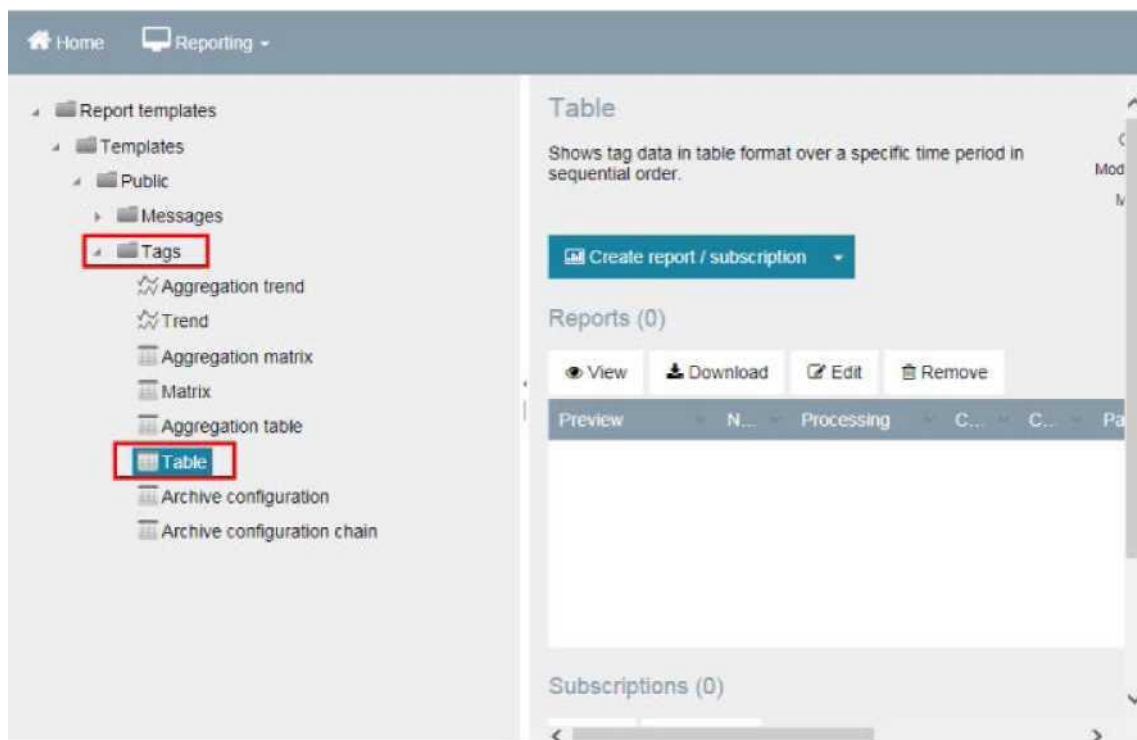 Home Reporting
Report templates
Templates
Public
Messages
Tags
Aggregation trend
Trend
Aggregation matrix
Matrix
Aggregation table
Table
Archive configuration
Archive configuration chain
Table
Shows tag data in table format over a specific time period in
sequential order.
Mod
Create report / subscription
Reports (0)
View Download Edit Remove
Preview N... Processing C... C... Pa
Subscriptions (0)